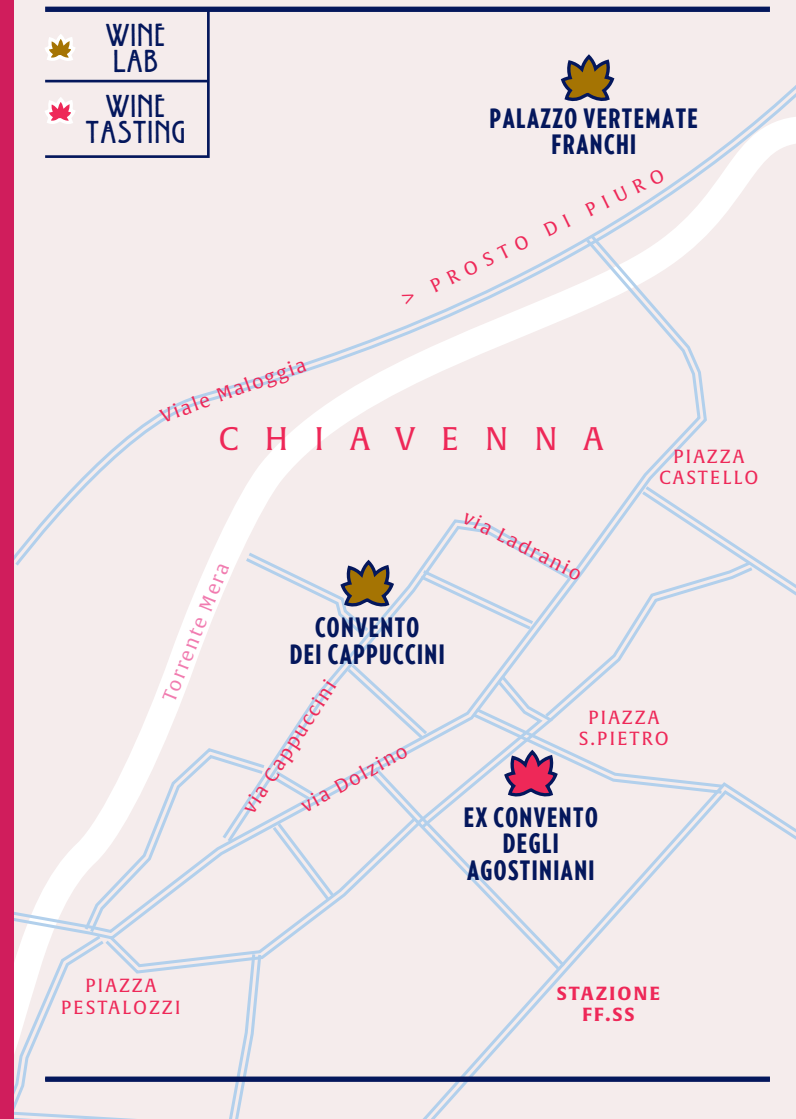 WINE
LAB
WINE
TASTING
PALAZZO VERTEMATE
FRANCHI
> PROSTO DI PIURO
Viale Maloggia
CHIAVENNA
PIAZZA
CASTELLO
via Ladranio
Torrente Mera
CONVENTO
DEI CAPPUCCINI
via Cappuccini
via Dolzino
PIAZZA
S.PIETRO
EX CONVENTO
DEGLI
AGOSTINIANI
PIAZZA
PESTALOZZI
STAZIONE
FF.SS